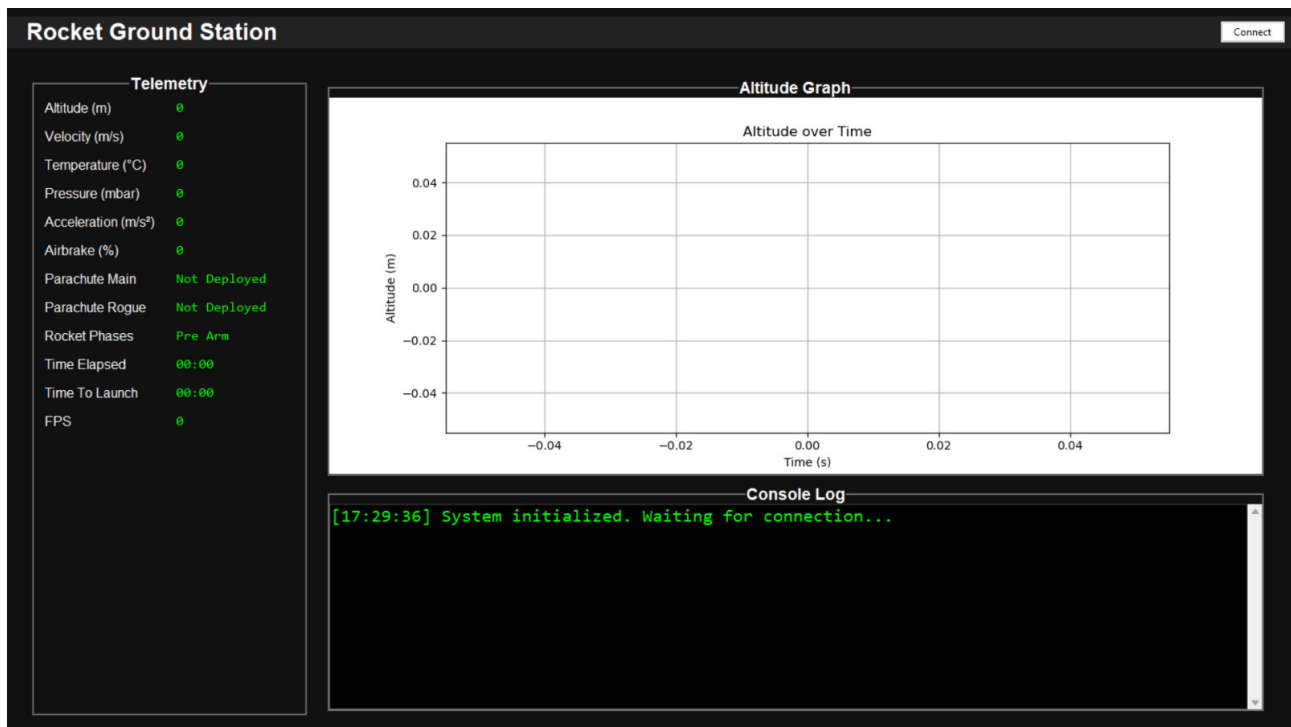 Rocket Ground Station
Connect
Telemetry
Altitude (m) 0
Velocity (m/s) 0
Temperature (°C) 0
Pressure (mbar) 0
Acceleration (m/s²) 0
Airbrake (%) 0
Parachute Main Not Deployed
Parachute Rogue Not Deployed
Rocket Phases Pre Arm
Time Elapsed 00:00
Time To Launch 00:00
FPS 0
Altitude Graph
Altitude over Time
Altitude (m)
0.04
0.02
0.00
−0.02
−0.04
−0.04 −0.02 0.00 0.02 0.04
Time (s)
Console Log
[17:29:36] System initialized. Waiting for connection...